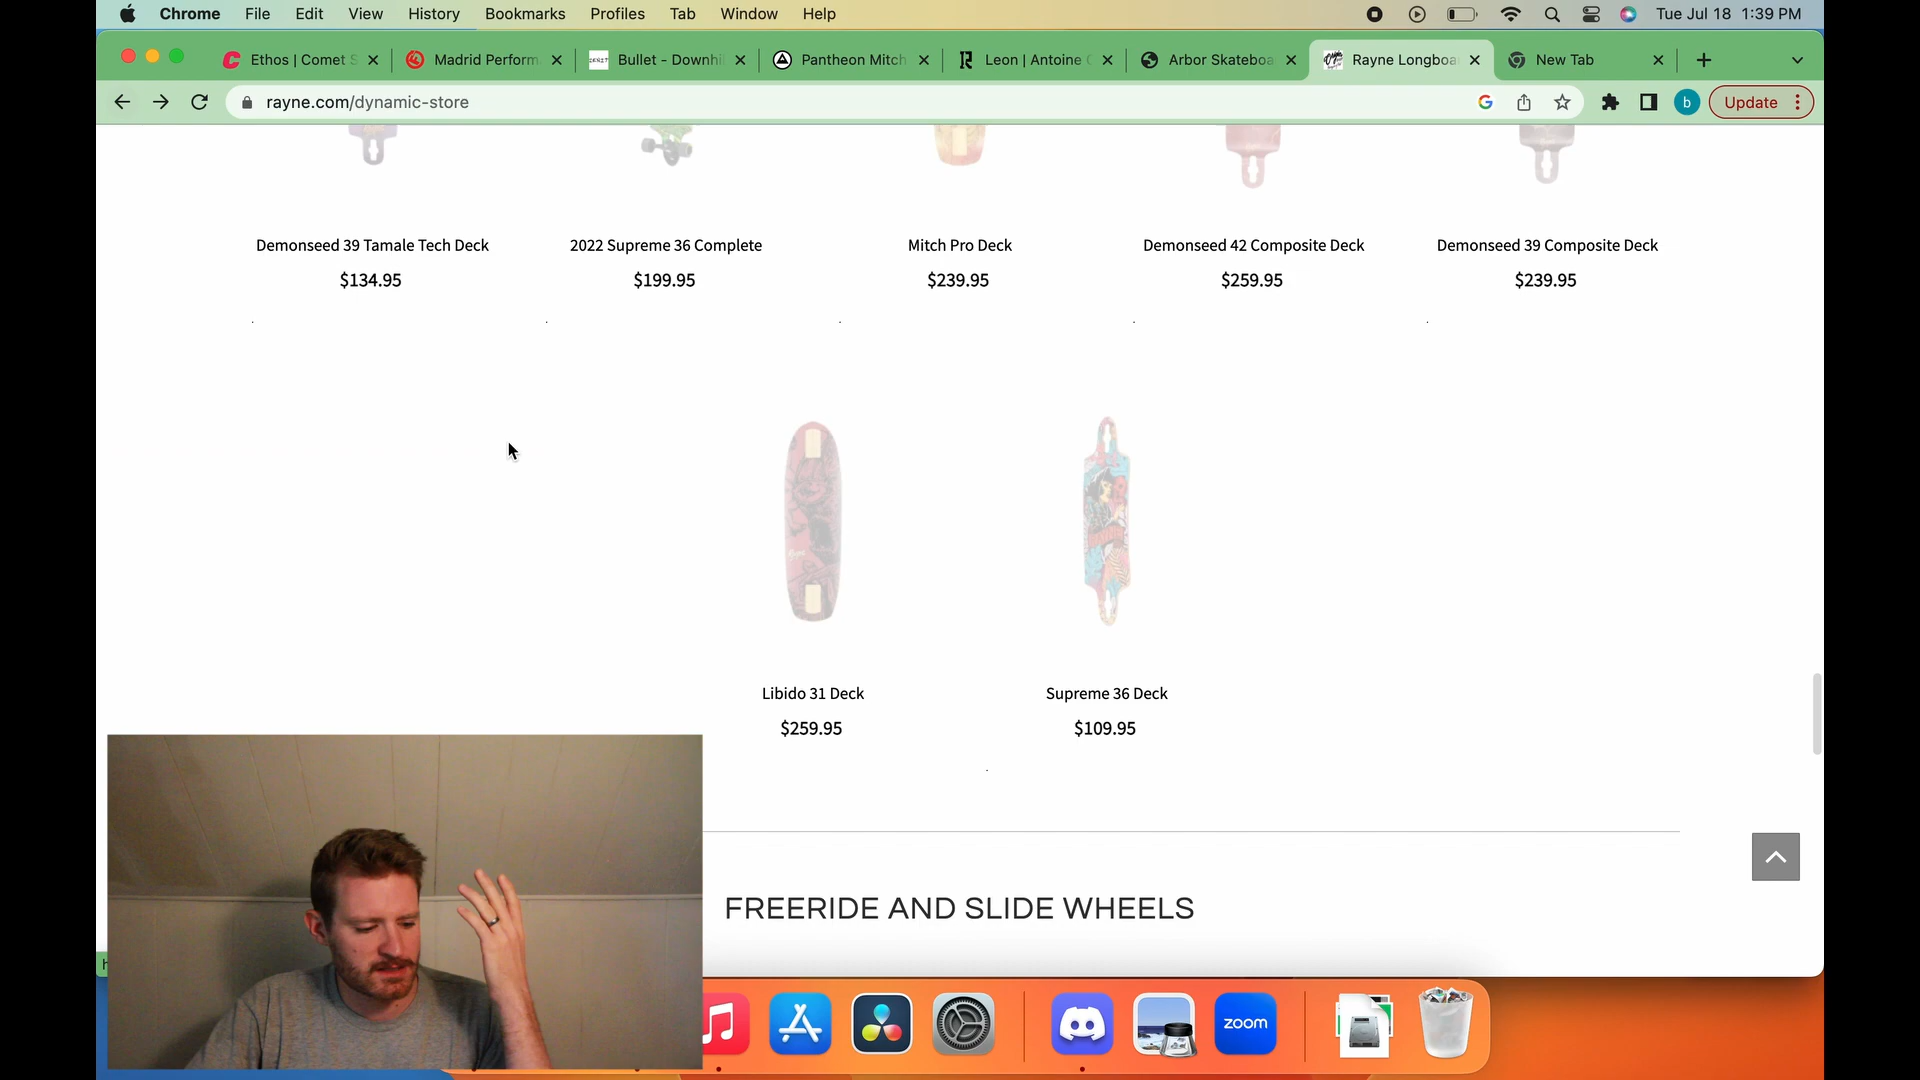 Chrome File Edit View History Bookmarks Profiles Tab Window Help Tue Jul 18 1:39 PM
Ethos | Comet S Madrid Perform Bullet - Downhi Pantheon Mitch Leon | Antoine Arbor Skateboa Rayne Longboa New Tab
rayne.com/dynamic-store b Update
Demonseed 39 Tamale Tech Deck 2022 Supreme 36 Complete Mitch Pro Deck Demonseed 42 Composite Deck Demonseed 39 Composite Deck
$134.95 $199.95 $239.95 $259.95 $239.95
Libido 31 Deck Supreme 36 Deck
$259.95 $109.95
FREERIDE AND SLIDE WHEELS
zoom